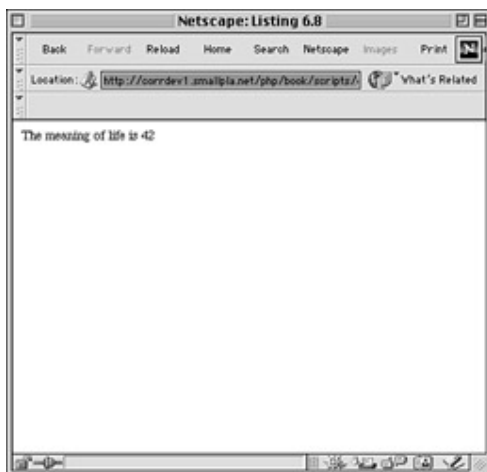 Netscape: Listing 6.8
Back Forward Reload Home Search Netscape Images Print N
Location: http://corrdev1.smallpla.net/php/book/scripts/ What's Related
The meaning of life is 42